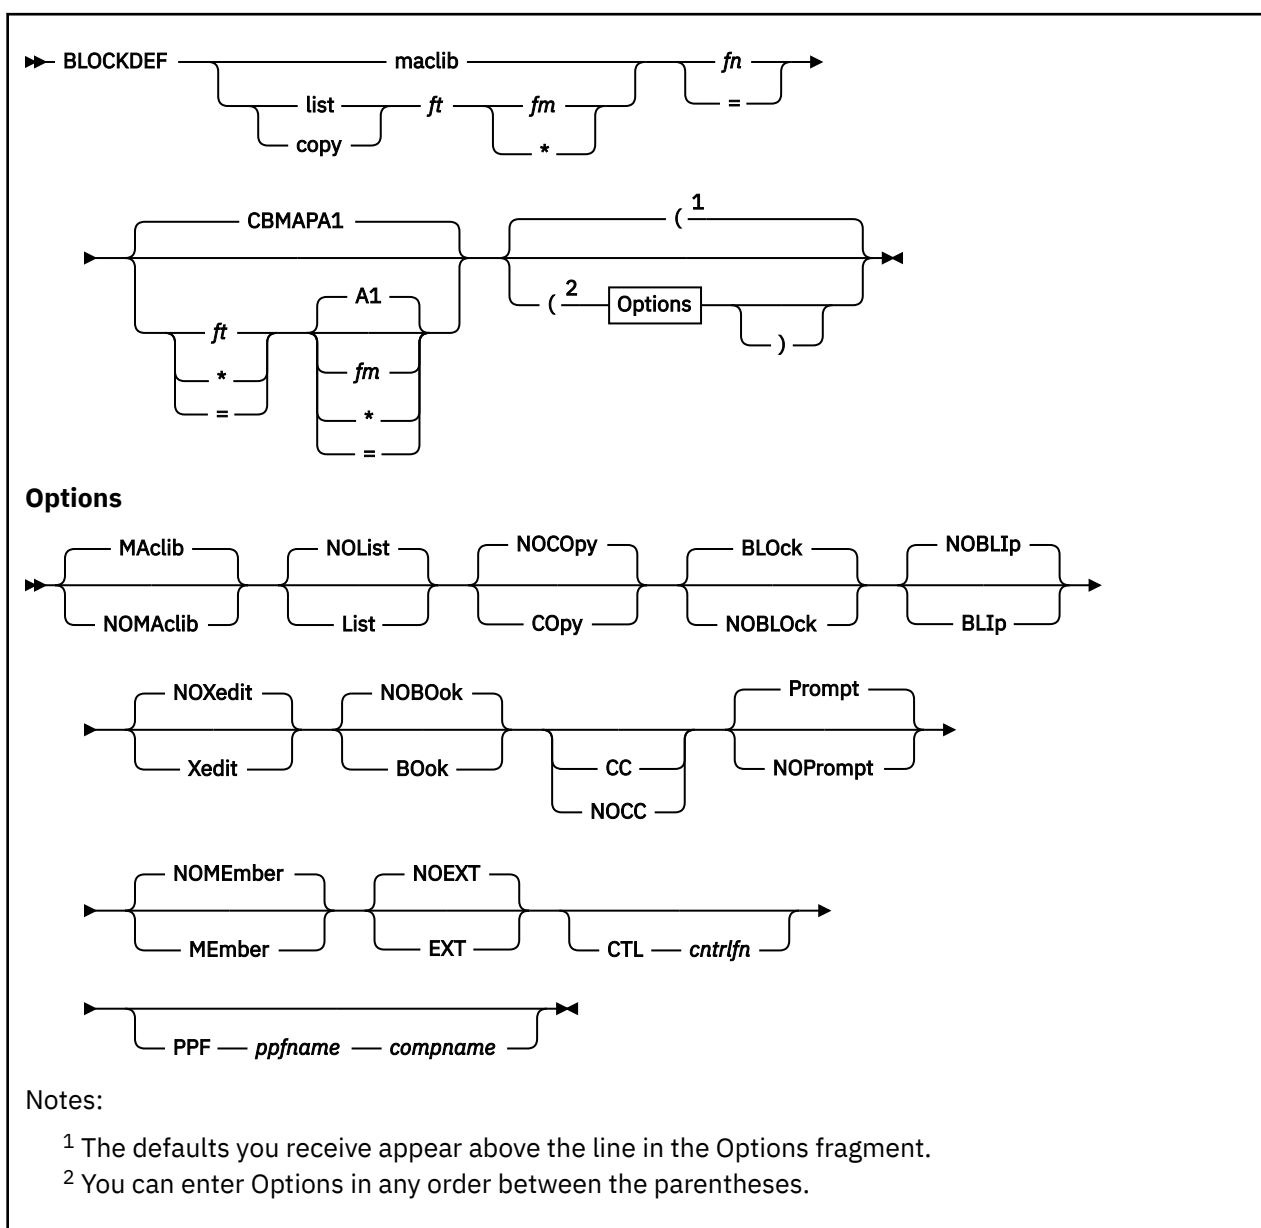 BLOCKDEF maclib fn
list ft fm =
copy *
CBMAPA1 ( 1
( 2 Options
A1 )
ft
* fm
= *
=
Options
MAclib NOList NOCOpy BLOck NOBLIp
NOMAclib List COpy NOBLOck BLIp
NOXedit NOBOok Prompt
Xedit BOok CC NOPrompt
NOCC
NOMEmber NOEXT
MEmber EXT CTL cntrlfn
PPF ppfname compname
Notes:
1 The defaults you receive appear above the line in the Options fragment.
2 You can enter Options in any order between the parentheses.